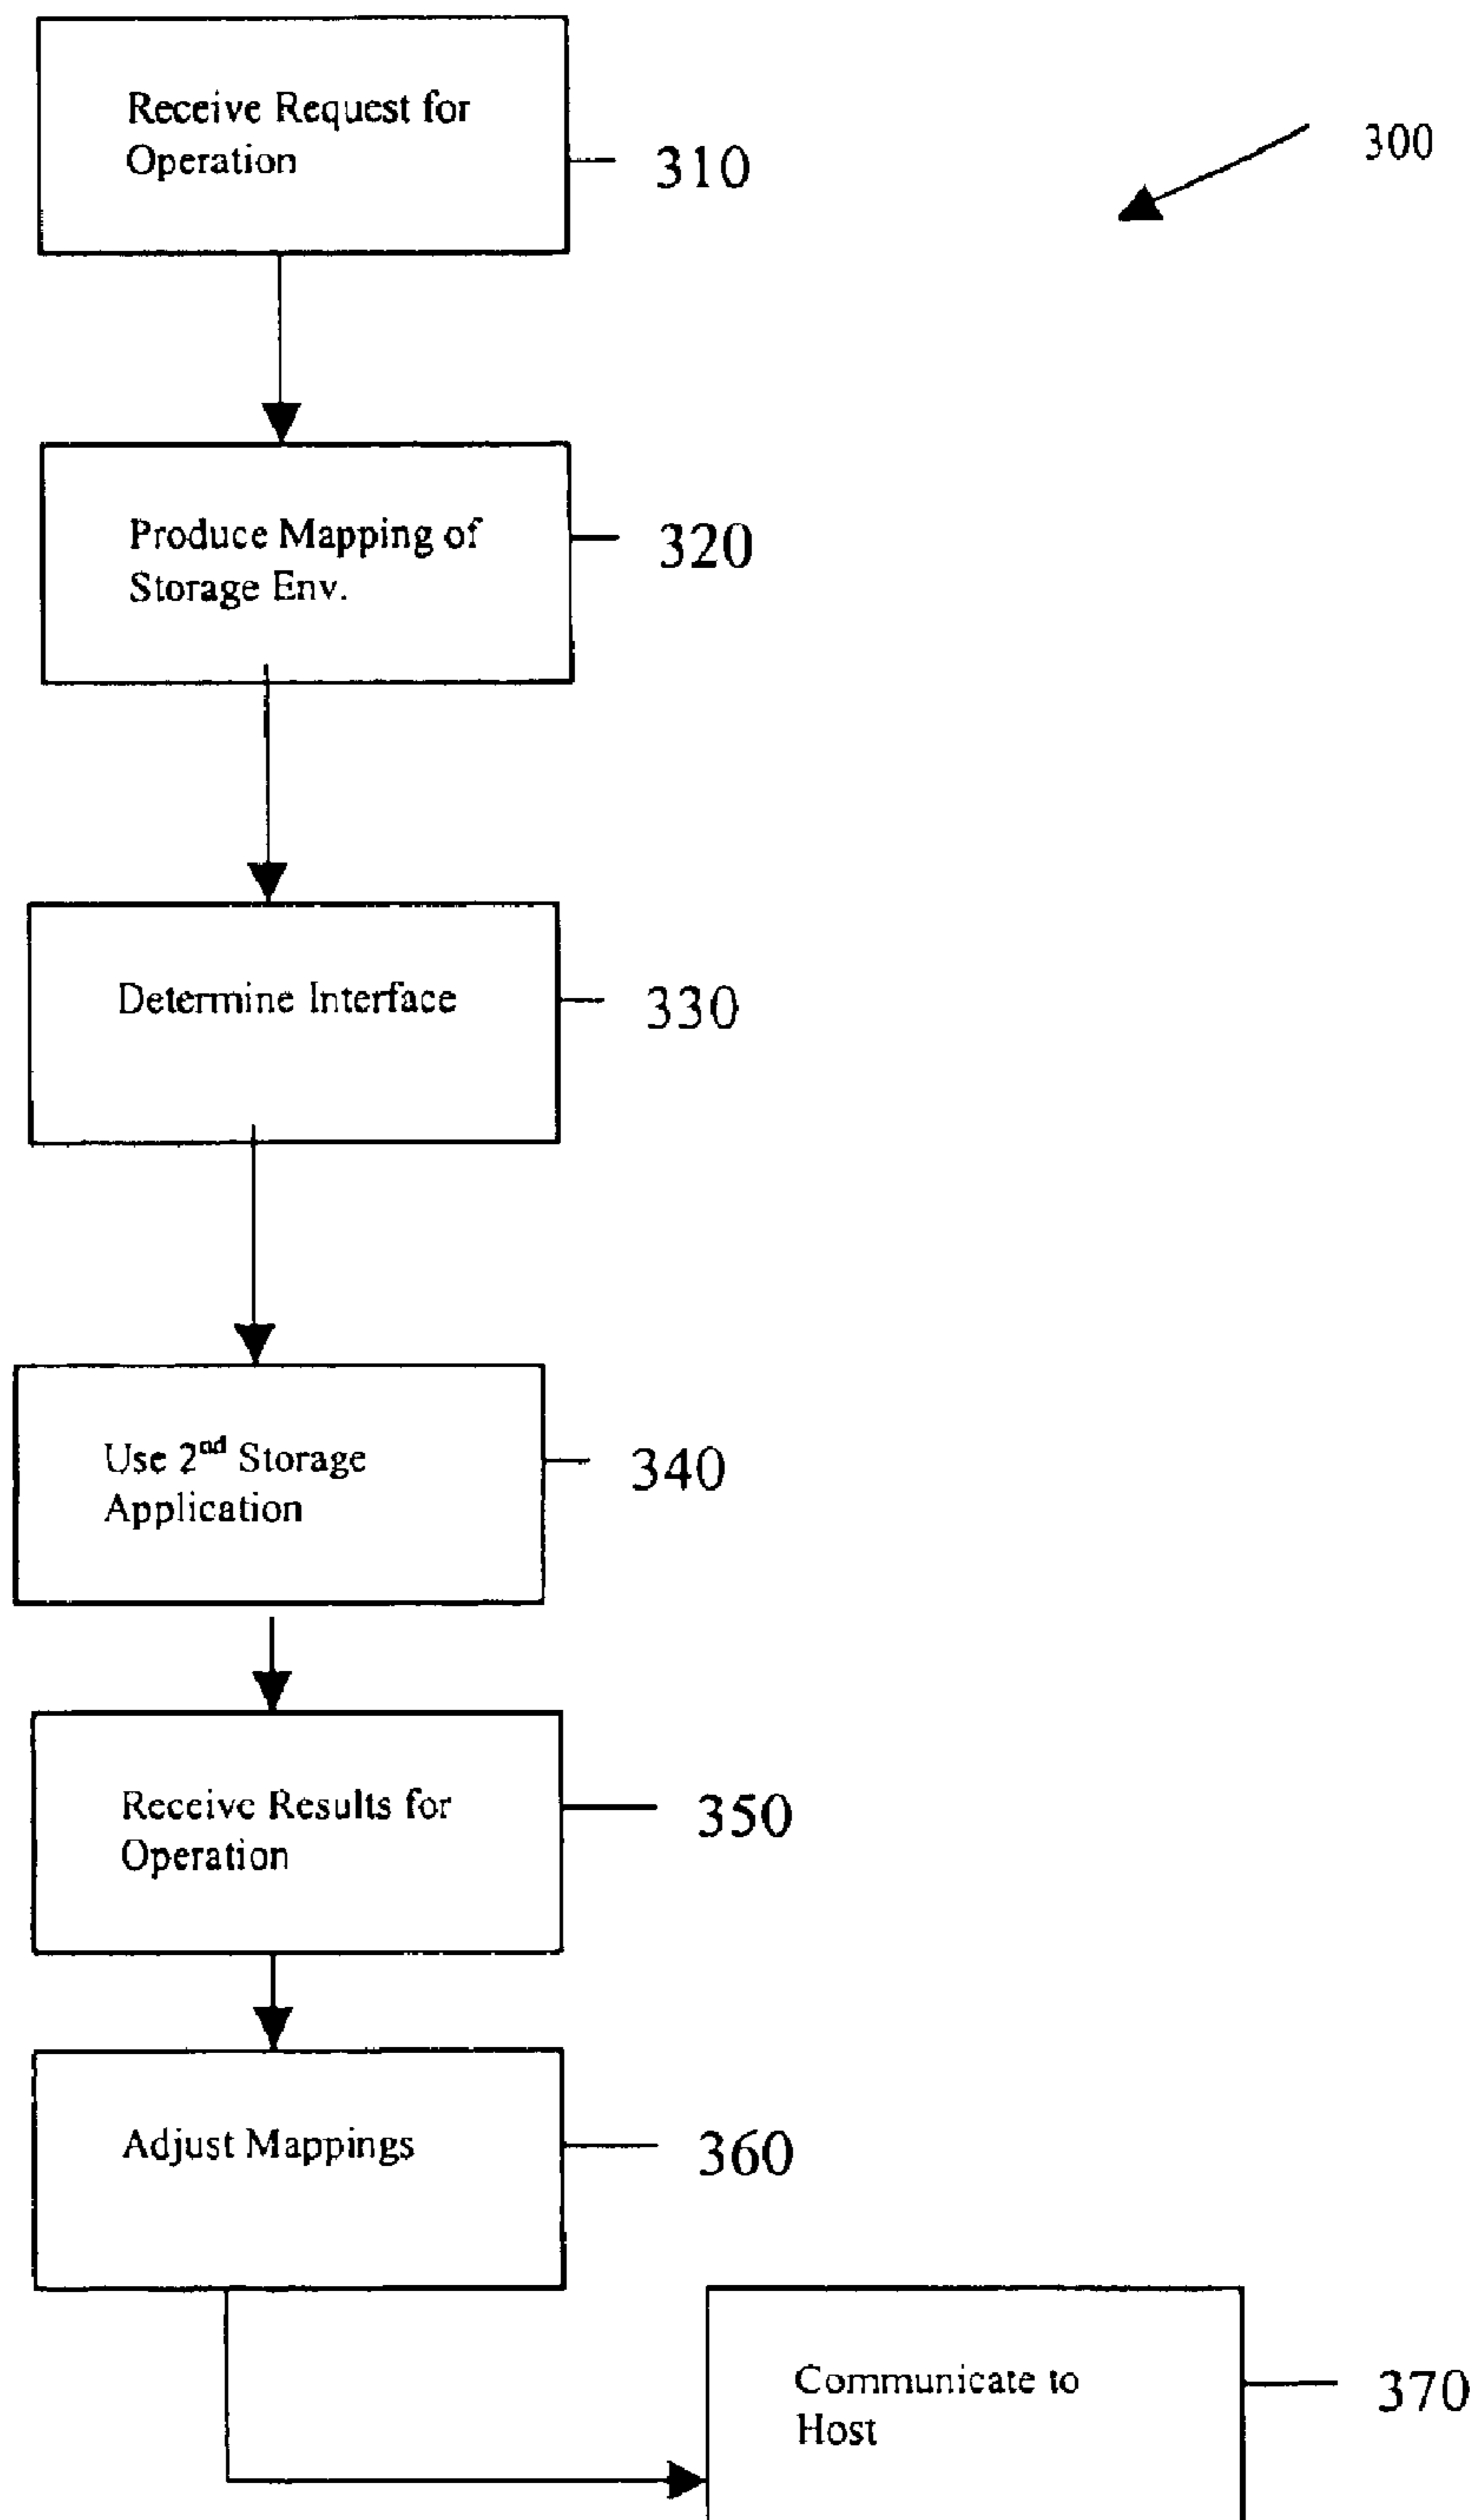 Receive Request for
Operation
310
300
Produce Mapping of
Storage Env.
320
Determine Interface
330
Use 2nd Storage
Application
340
Receive Results for
Operation
350
Adjust Mappings
360
Communicate to
Host
370